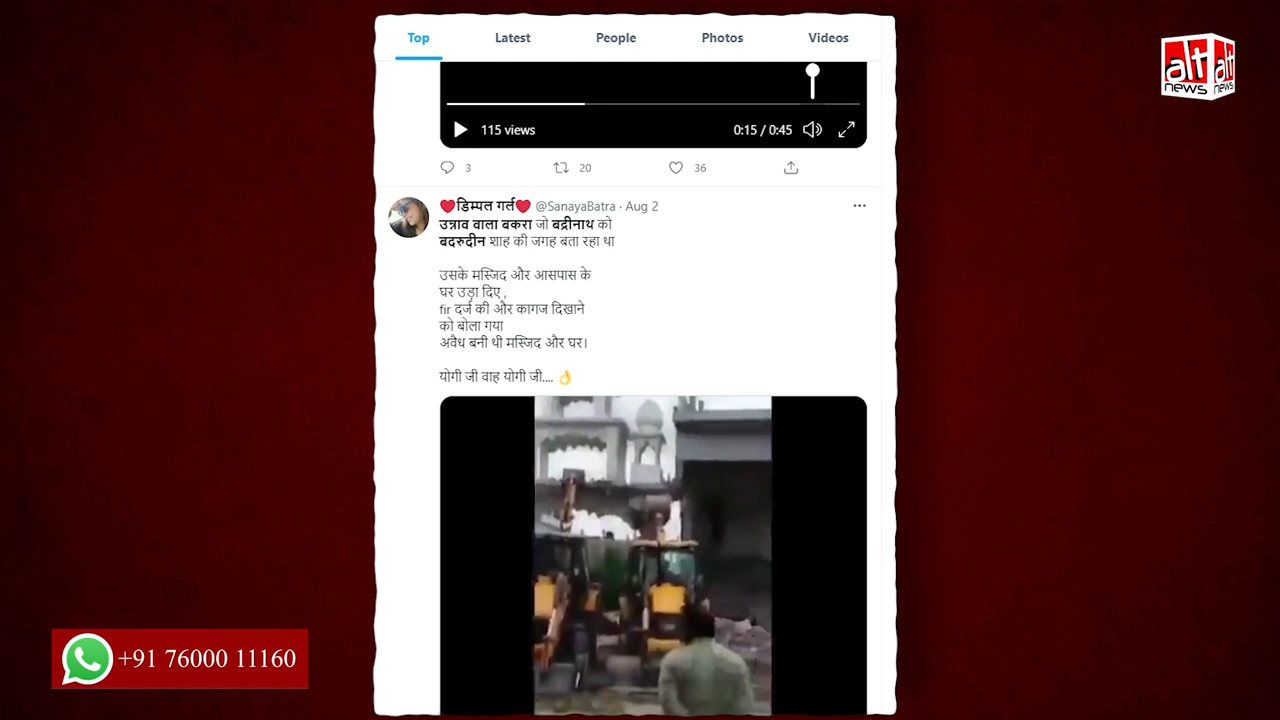 Top Latest People Photos Videos
115 views 0:15 / 0:45
3 20 36
❤️डिम्पल गर्ल❤️ @SanayaBatra · Aug 2
उन्नाव वाला बकरा जो बद्रीनाथ को
बदरुदीन शाह की जगह बता रहा था
उसके मस्जिद और आसपास के
घर उड़ा दिए ,
fir दर्ज की और कागज दिखाने
को बोला गया
अवैध बनी थी मस्जिद और घर।
योगी जी वाह योगी जी.... 👌
alt alt
news news
+91 76000 11160